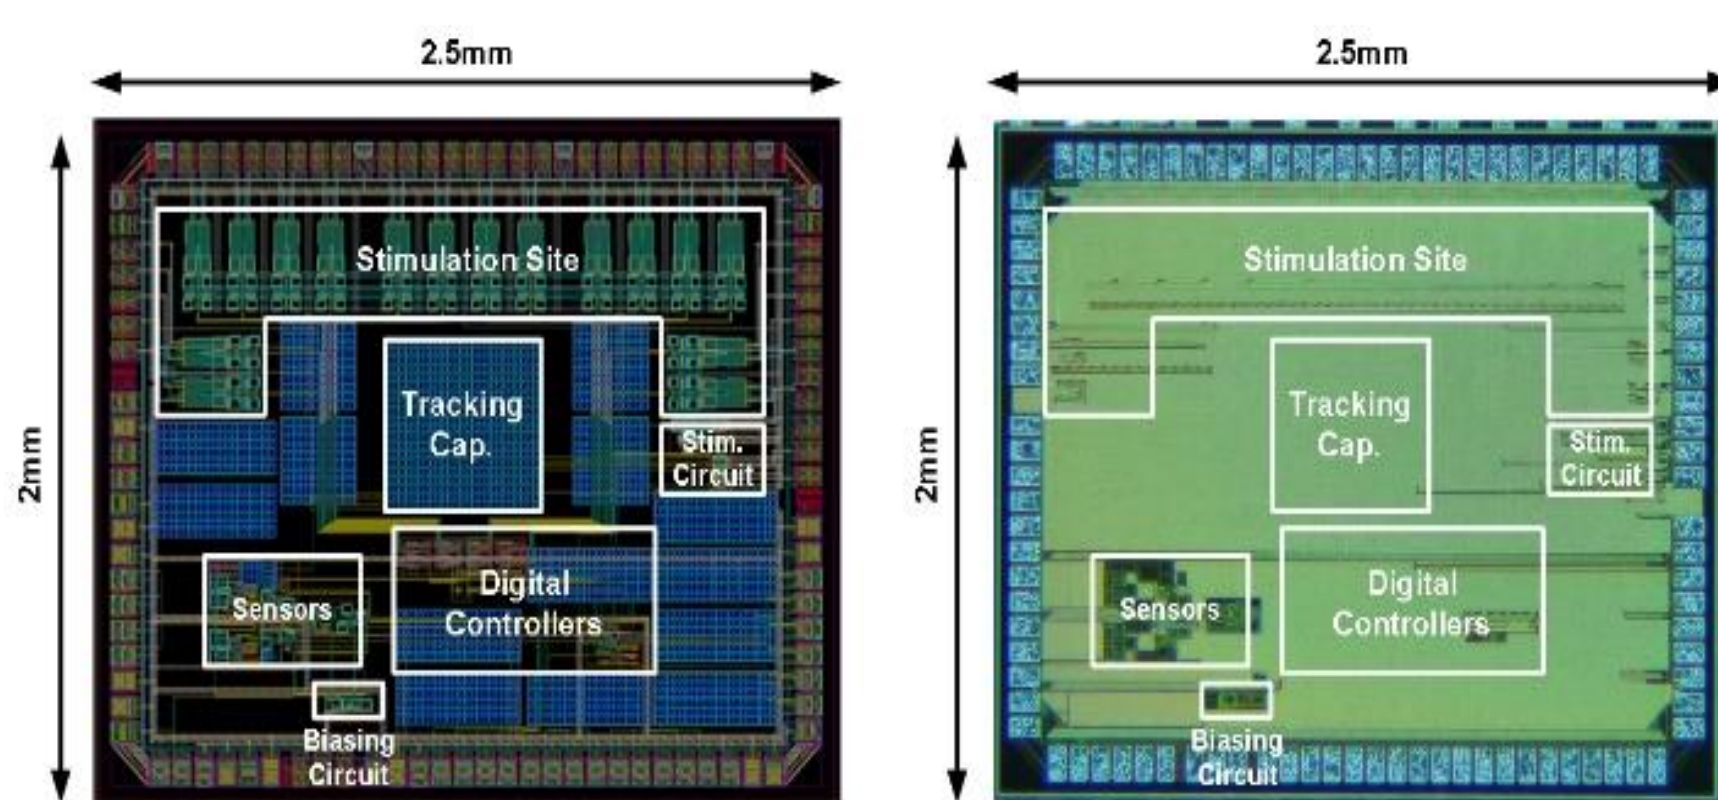 2.5mm
2mm
Stimulation Site
Tracking
Cap.
Stim.
Circuit
Sensors
Digital
Controllers
Biasing
Circuit
2.5mm
2mm
Stimulation Site
Tracking
Cap.
Stim.
Circuit
Sensors
Digital
Controllers
Biasing
Circuit